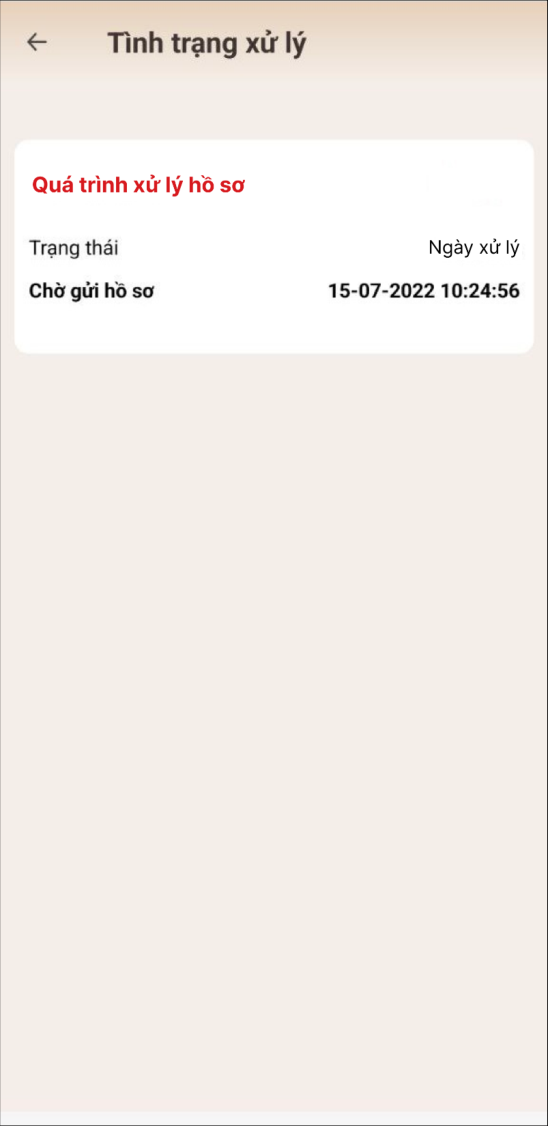 Tình trạng xử lý
Quá trình xử lý hồ sơ
Trạng thái Ngày xử lý
Chờ gửi hồ sơ 15-07-2022 10:24:56